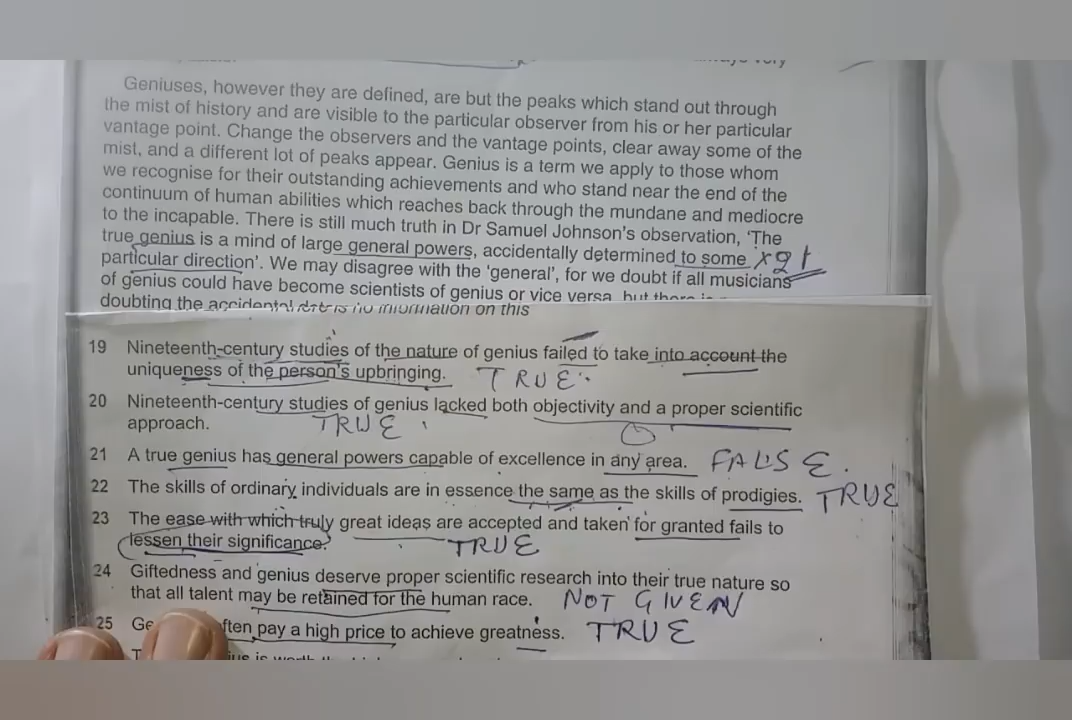 Geniuses, however they are defined, are but the peaks which stand out through
the mist of history and are visible to the particular observer from his or her particular
vantage point. Change the observers and the vantage points, clear away some of the
mist, and a different lot of peaks appear. Genius is a term we apply to those whom
we recognise for their outstanding achievements and who stand near the end of the
continuum of human abilities which reaches back through the mundane and mediocre
to the incapable. There is still much truth in Dr Samuel Johnson's observation, 'The
true genius is a mind of large general powers, accidentally determined to some
particular direction'. We may disagree with the 'general', for we doubt if all musicians
of genius could have become scientists of genius or vice versa, but there is
doubting the accidental
information on this
19 Nineteenth-century studies of the nature of genius failed to take into account the
uniqueness of the person's upbringing. TRUE
20 Nineteenth-century studies of genius lacked both objectivity and a proper scientific
approach. TRUE
21 A true genius has general powers capable of excellence in any area. FALSE.
22 The skills of ordinary individuals are in essence the same as the skills of prodigies. TRUE
23 The ease with which truly great ideas are accepted and taken for granted fails to
lessen their significance. TRUE
24 Giftedness and genius deserve proper scientific research into their true nature so
that all talent may be retained for the human race. NOT GIVEN
25 Ge ften pay a high price to achieve greatness. TRUE